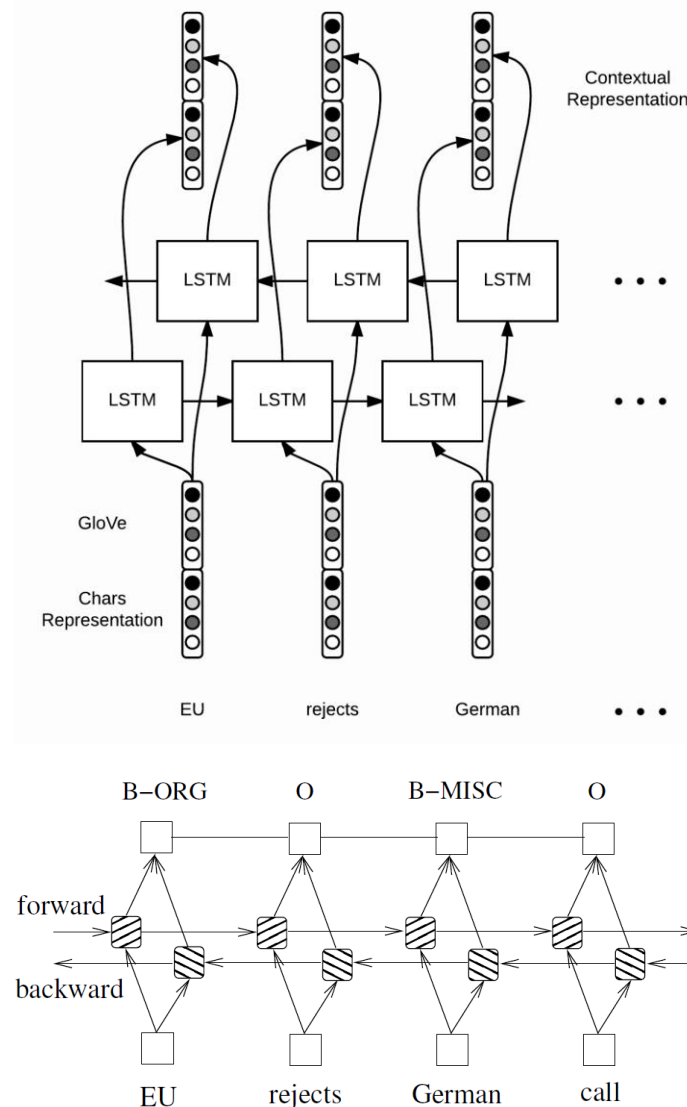 Contextual
Representation
LSTM LSTM LSTM
• • •
LSTM LSTM LSTM
• • •
GloVe
Chars
Representation
EU rejects German • • •
B-ORG O B-MISC O
forward
backward
EU rejects German call